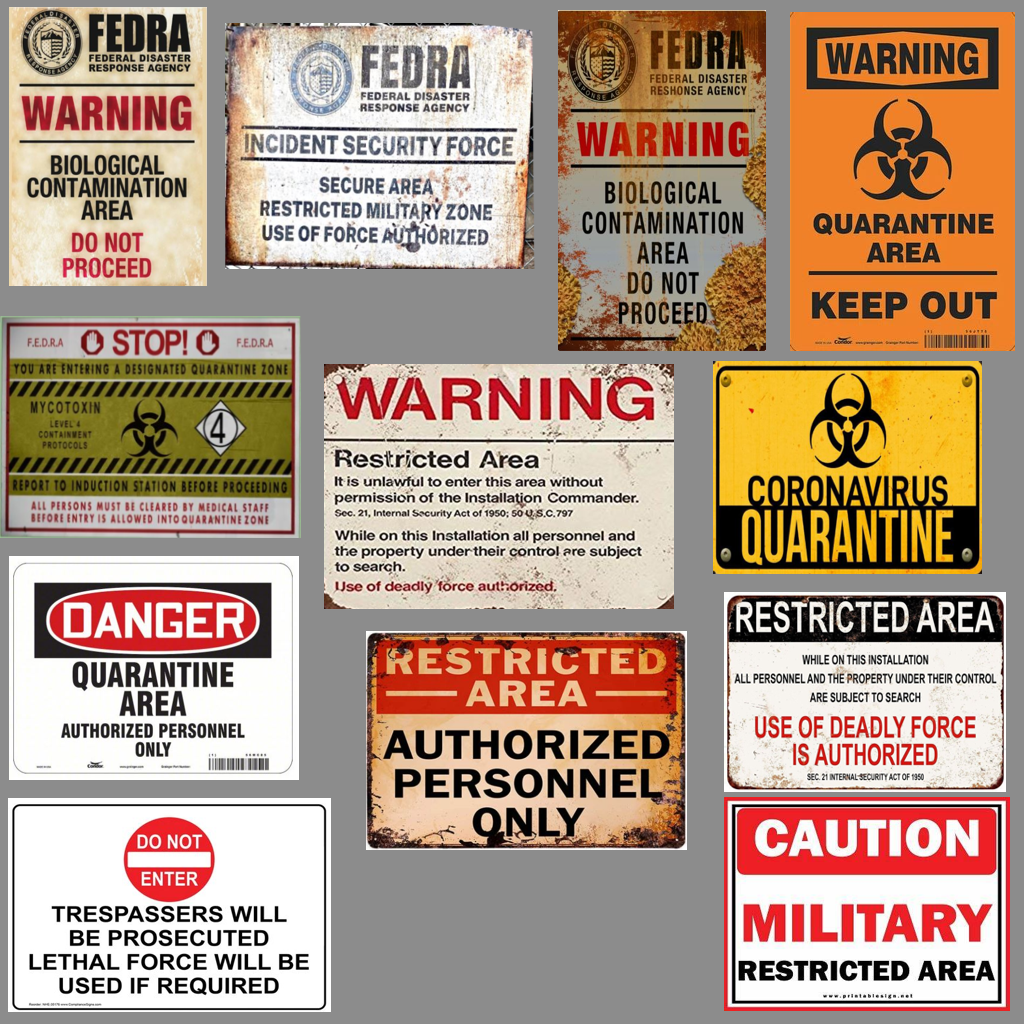 FEDRA
FEDERAL DISASTER
RESPONSE AGENCY
WARNING
BIOLOGICAL
CONTAMINATION
AREA
DO NOT
PROCEED
FEDRA
FEDERAL DISASTER
RESPONSE AGENCY
INCIDENT SECURITY FORCE
SECURE AREA
RESTRICTED MILITARY ZONE
USE OF FORCE AUTHORIZED
FEDRA
FEDERAL DISASTER
RESPONSE AGENCY
WARNING
BIOLOGICAL
CONTAMINATION
AREA
DO NOT
PROCEED
WARNING
QUARANTINE
AREA
KEEP OUT
Condor
F.E.D.R.A STOP! F.E.D.R.A
YOU ARE ENTERING A DESIGNATED QUARANTINE ZONE
MYCOTOXIN
LEVEL 4
CONTAINMENT
PROTOCOLS
4
REPORT TO INDUCTION STATION BEFORE PROCEEDING
ALL PERSONS MUST BE CLEARED BY MEDICAL STAFF
BEFORE ENTRY IS ALLOWED INTO QUARANTINE ZONE
WARNING
Restricted Area
It is unlawful to enter this area without
permission of the Installation Commander.
Sec. 21, Internal Security Act of 1950; 50 U.S.C. 797
While on this Installation all personnel and
the property under their control are subject
to search.
Use of deadly force authorized.
CORONAVIRUS
QUARANTINE
DANGER
QUARANTINE
AREA
AUTHORIZED PERSONNEL
ONLY
Condor
RESTRICTED
AREA
AUTHORIZED
PERSONNEL
ONLY
RESTRICTED AREA
WHILE ON THIS INSTALLATION
ALL PERSONNEL AND THE PROPERTY UNDER THEIR CONTROL
ARE SUBJECT TO SEARCH
USE OF DEADLY FORCE
IS AUTHORIZED
SEC. 21 INTERNAL SECURITY ACT OF 1950
DO NOT
ENTER
TRESPASSERS WILL
BE PROSECUTED
LETHAL FORCE WILL BE
USED IF REQUIRED
CAUTION
MILITARY
RESTRICTED AREA
www.printablesign.net